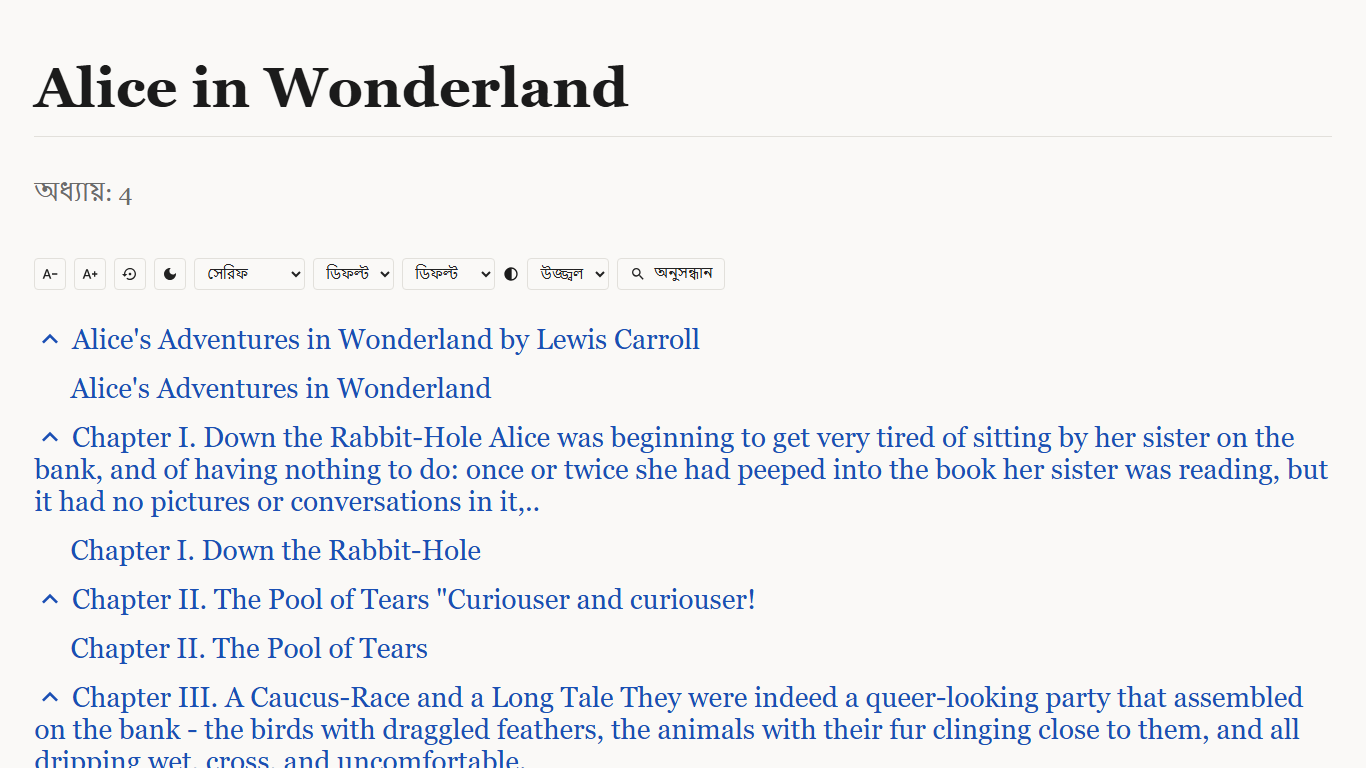 Alice in Wonderland
অধ্যায়: 4
A− A+ সেরিফ ডিফল্ট ডিফল্ট উজ্জ্বল অনুসন্ধান
Alice's Adventures in Wonderland by Lewis Carroll
Alice's Adventures in Wonderland
Chapter I. Down the Rabbit-Hole Alice was beginning to get very tired of sitting by her sister on the
bank, and of having nothing to do: once or twice she had peeped into the book her sister was reading, but
it had no pictures or conversations in it,..
Chapter I. Down the Rabbit-Hole
Chapter II. The Pool of Tears "Curiouser and curiouser!
Chapter II. The Pool of Tears
Chapter III. A Caucus-Race and a Long Tale They were indeed a queer-looking party that assembled
on the bank - the birds with draggled feathers, the animals with their fur clinging close to them, and all
dripping wet, cross, and uncomfortable.